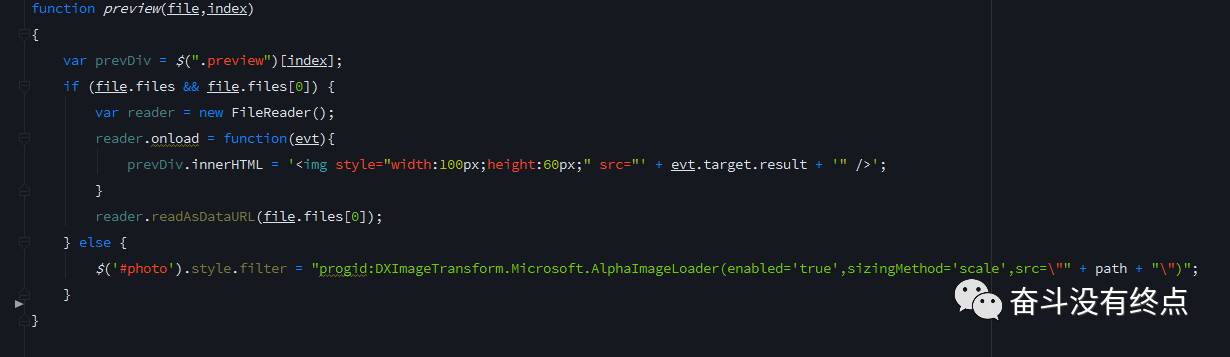 function preview(file,index)
{
    var prevDiv = $(".preview")[index];
    if (file.files && file.files[0]) {
        var reader = new FileReader();
        reader.onload = function(evt){
            prevDiv.innerHTML = '<img style="width:100px;height:60px;" src="' + evt.target.result + '" />';
        }
        reader.readAsDataURL(file.files[0]);
    } else {
        $('#photo').style.filter = "progid:DXImageTransform.Microsoft.AlphaImageLoader(enabled='true',sizingMethod='scale',src=\"" + path + "\")";
    }
}
奋斗没有终点